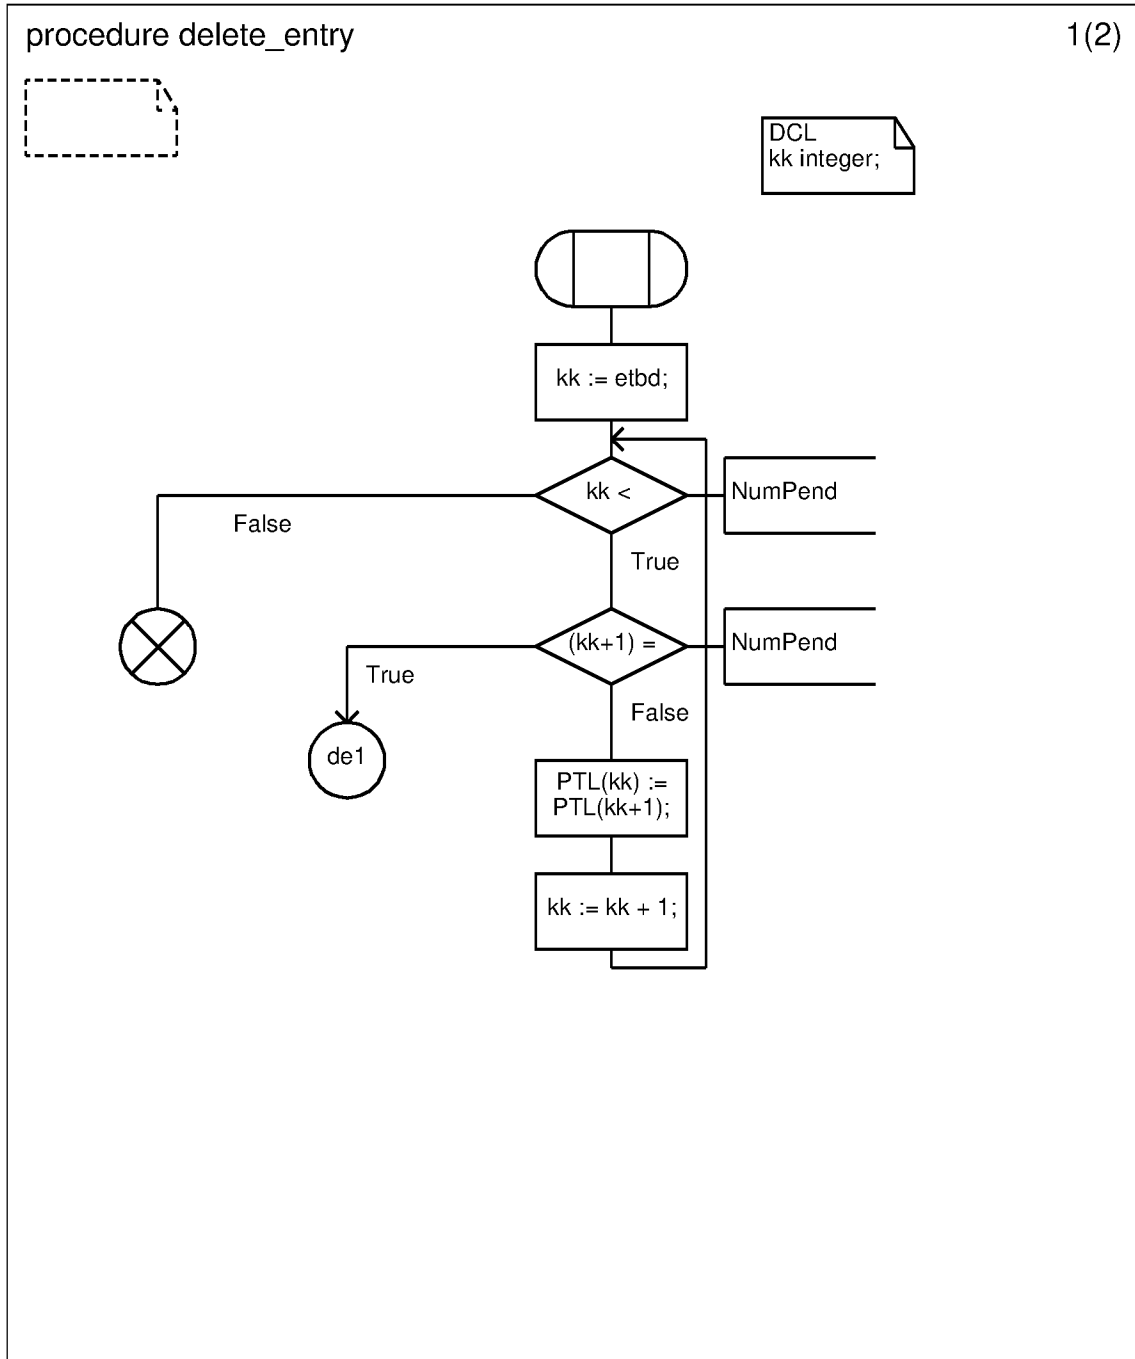 procedure delete_entry
1(2)
DCL
kk integer;
kk := etbd;
kk <
NumPend
False
True
(kk+1) =
NumPend
True
False
de1
PTL(kk) :=
PTL(kk+1);
kk := kk + 1;